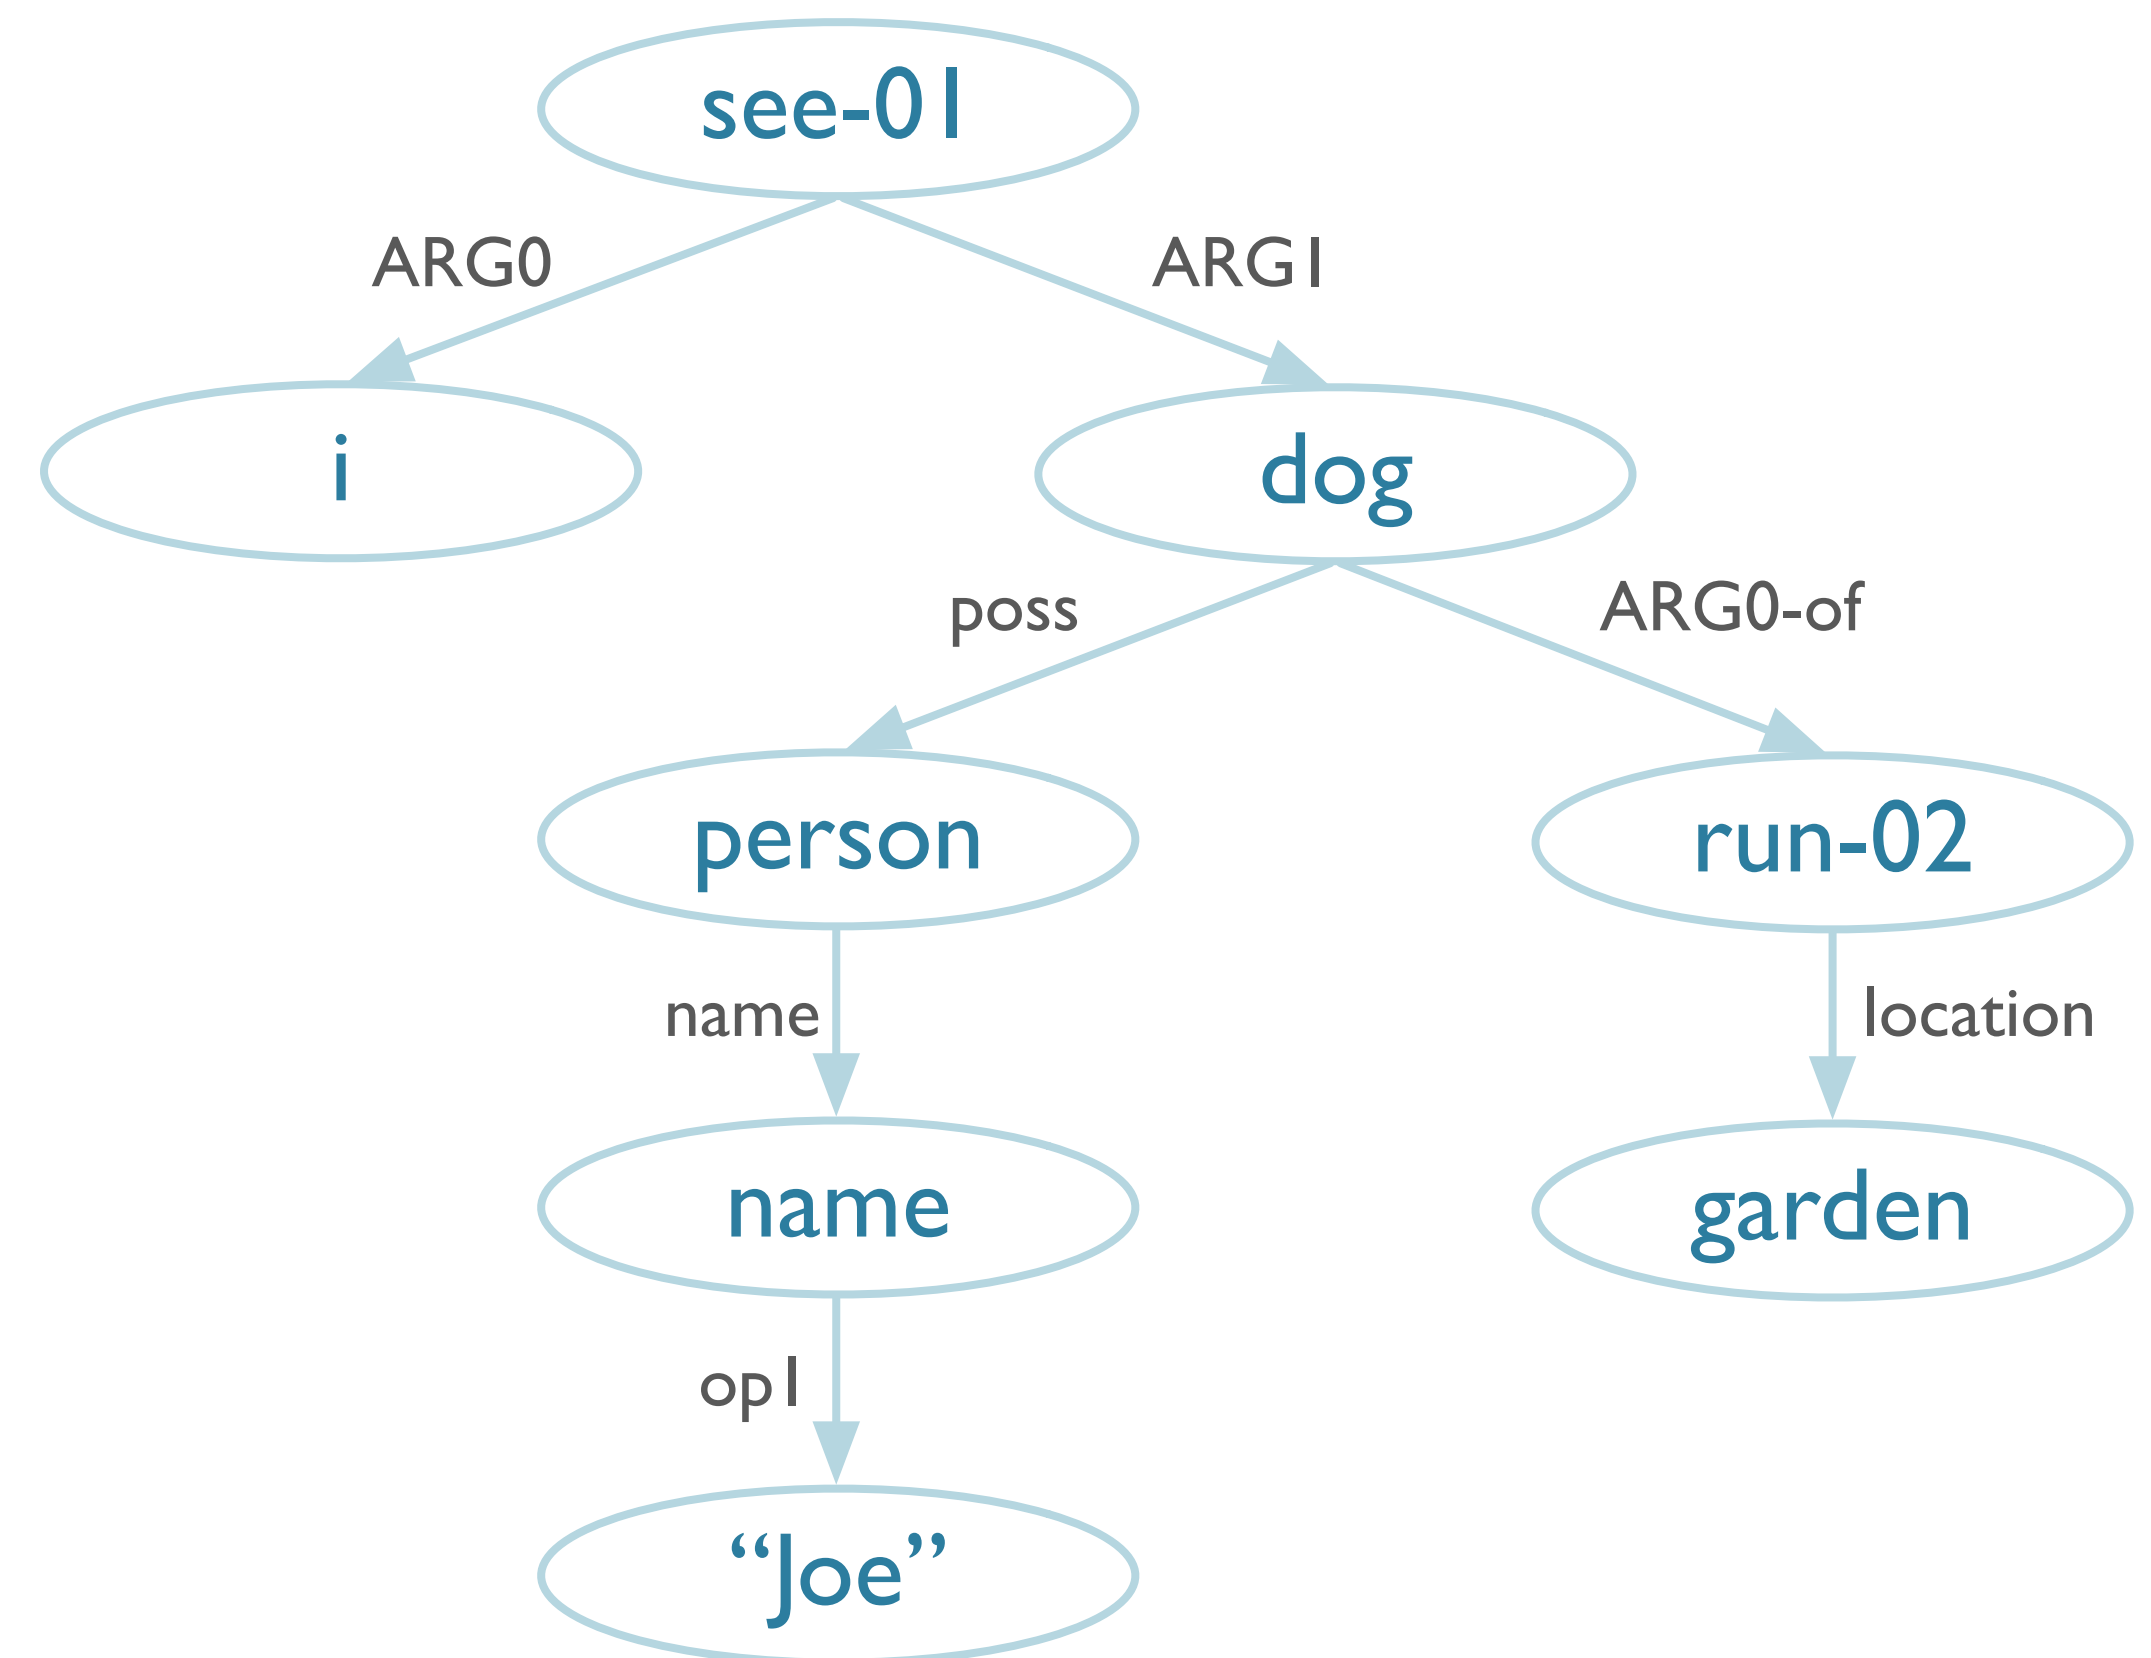 see-01
ARG0
ARG1
i
dog
poss
ARG0-of
person
run-02
name
location
name
garden
op1
“Joe”